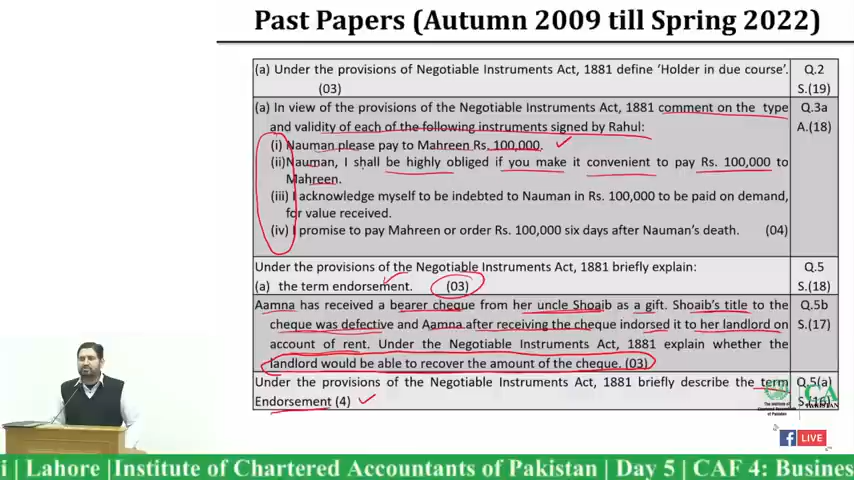 Past Papers (Autumn 2009 till Spring 2022)
(a) Under the provisions of Negotiable Instruments Act, 1881 define ‘Holder in due course’.
(03)
Q.2
S.(19)
(a) In view of the provisions of the Negotiable Instruments Act, 1881 comment on the type
and validity of each of the following instruments signed by Rahul:
(i) Nauman please pay to Mahreen Rs. 100,000.
(ii) Nauman, I shall be highly obliged if you make it convenient to pay Rs. 100,000 to
Mahreen.
(iii) I acknowledge myself to be indebted to Nauman in Rs. 100,000 to be paid on demand,
for value received.
(iv) I promise to pay Mahreen or order Rs. 100,000 six days after Nauman’s death. (04)
Q.3a
A.(18)
Under the provisions of the Negotiable Instruments Act, 1881 briefly explain:
(a) the term endorsement. (03)
Q.5
S.(18)
Aamna has received a bearer cheque from her uncle Shoaib as a gift. Shoaib’s title to the
cheque was defective and Aamna after receiving the cheque indorsed it to her landlord on
account of rent. Under the Negotiable Instruments Act, 1881 explain whether the
landlord would be able to recover the amount of the cheque. (03)
Q.5b
S.(17)
Under the provisions of the Negotiable Instruments Act, 1881 briefly describe the term
Endorsement (4)
Q.5(a)
S.(16)
CA
PAKISTAN
The Institute of
Chartered Accountants
of Pakistan
LIVE
i | Lahore |Institute of Chartered Accountants of Pakistan | Day 5 | CAF 4: Busines